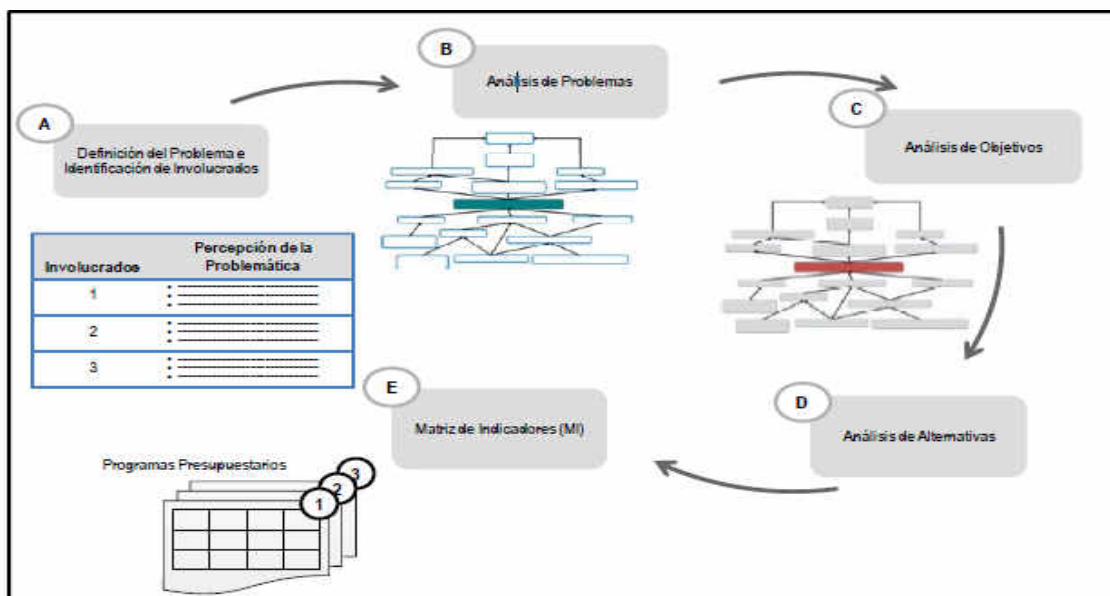 A
Definición del Problema e
Identificación de Involucrados
B
Análisis de Problemas
C
Análisis de Objetivos
Involucrados
Percepción de la
Problemática
1
2
3
D
Análisis de Alternativas
E
Matriz de Indicadores (MI)
Programas Presupuestarios
1
2
3